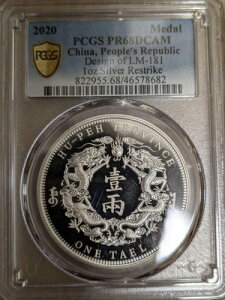 2020
Medal
PCGS PR68DCAM
China, People's Republic
Design of LM-181
1oz Silver Restrike
822955.68/46578682
PCGS
HU-PEH PROVINCE
壹兩
ONE TAEL